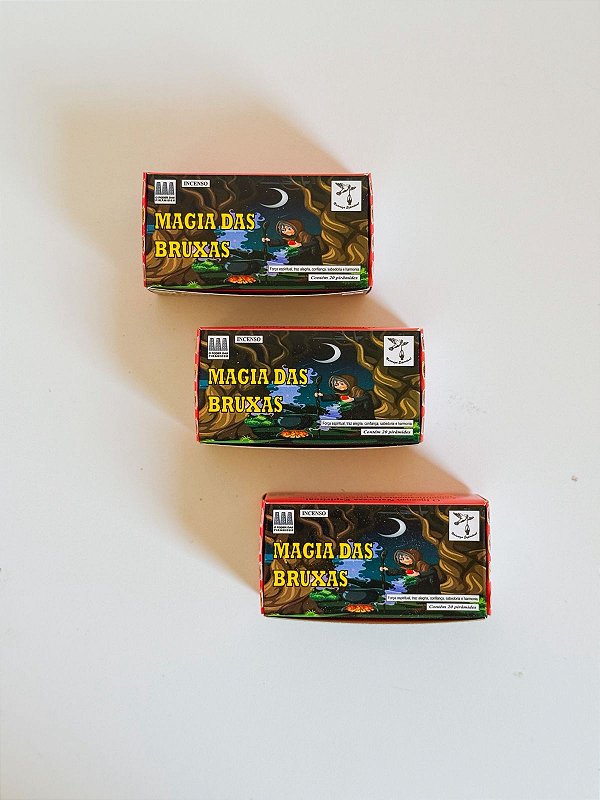 INCENSO
MAGIA DAS
BRUXAS
Força espiritual, traz alegria, confiança, sabedoria e harmonia
Contém 20 pirâmides
INCENSO
MAGIA DAS
BRUXAS
Força espiritual, traz alegria, confiança, sabedoria e harmonia
Contém 20 pirâmides
INCENSO
MAGIA DAS
BRUXAS
Força espiritual, traz alegria, confiança, sabedoria e harmonia
Contém 20 pirâmides